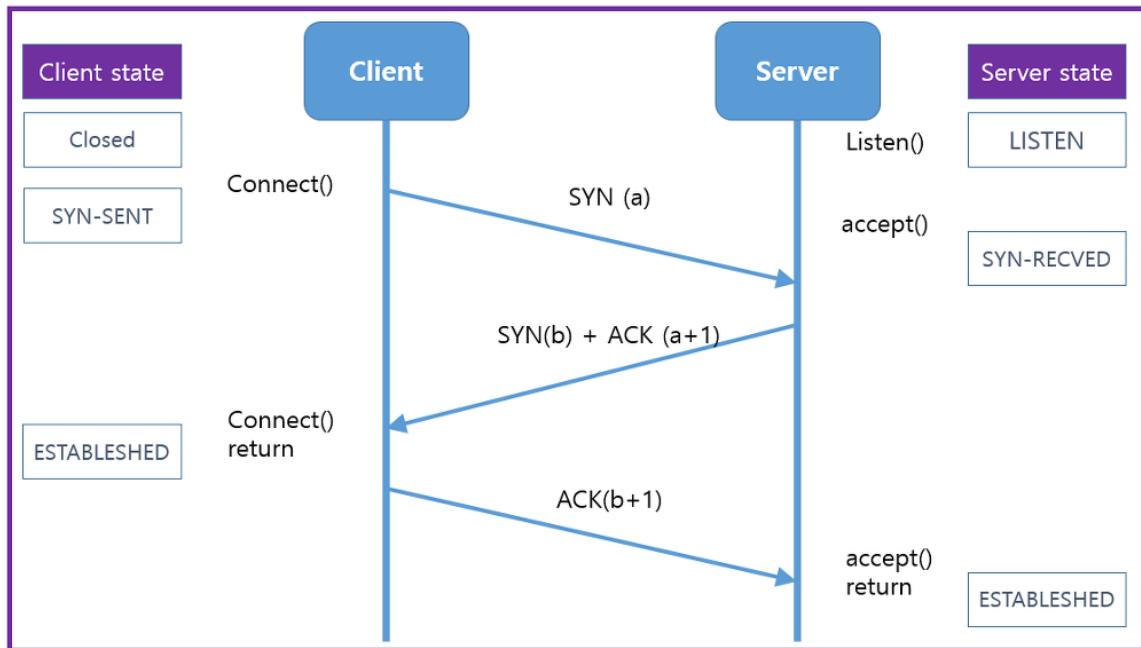 Client state
Client
Server
Server state
Closed
Listen()
LISTEN
Connect()
SYN (a)
SYN-SENT
accept()
SYN-RECVED
SYN(b) + ACK (a+1)
Connect()
return
ESTABLESHED
ACK(b+1)
accept()
return
ESTABLESHED